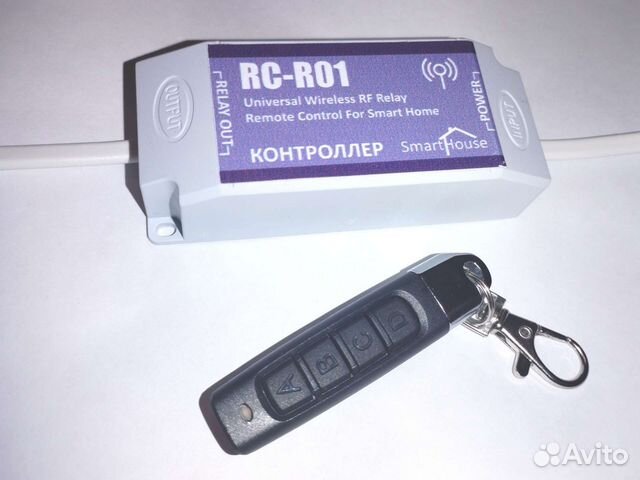 RC-R01
Universal Wireless RF Relay
Remote Control For Smart Home
КОНТРОЛЛЕР
SmartHouse
RELAY OUT
POWER
OUTPUT
INPUT
A
B
C
D
Avito